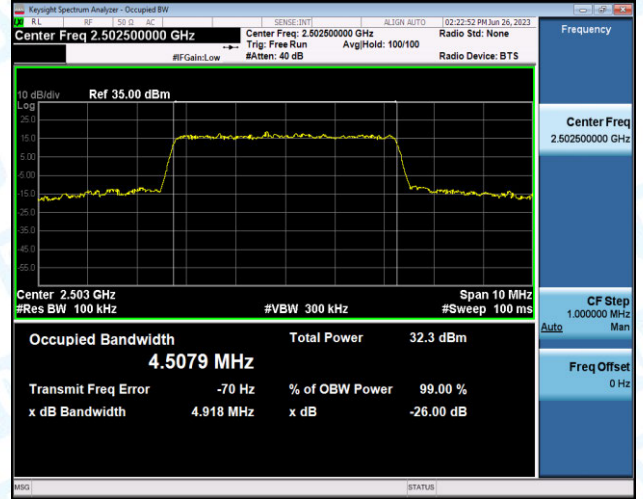 Keysight Spectrum Analyzer - Occupied BW
LXI RL RF 50 Ω AC SENSE:INT ALIGN AUTO 02:22:52 PM Jun 26, 2023
Center Freq 2.502500000 GHz Center Freq: 2.502500000 GHz Radio Std: None Frequency
Trig: Free Run Avg|Hold: 100/100
#IFGain:Low #Atten: 40 dB Radio Device: BTS
10 dB/div Ref 35.00 dBm
Log
25.0
15.0
5.00
-5.00
-15.0
-25.0
-35.0
-45.0
-55.0
Center 2.503 GHz Span 10 MHz
#Res BW 100 kHz #VBW 300 kHz #Sweep 100 ms
Occupied Bandwidth Total Power 32.3 dBm
4.5079 MHz
Transmit Freq Error -70 Hz % of OBW Power 99.00 %
x dB Bandwidth 4.918 MHz x dB -26.00 dB
Center Freq
2.502500000 GHz
CF Step
1.000000 MHz
Auto Man
Freq Offset
0 Hz
MSG STATUS